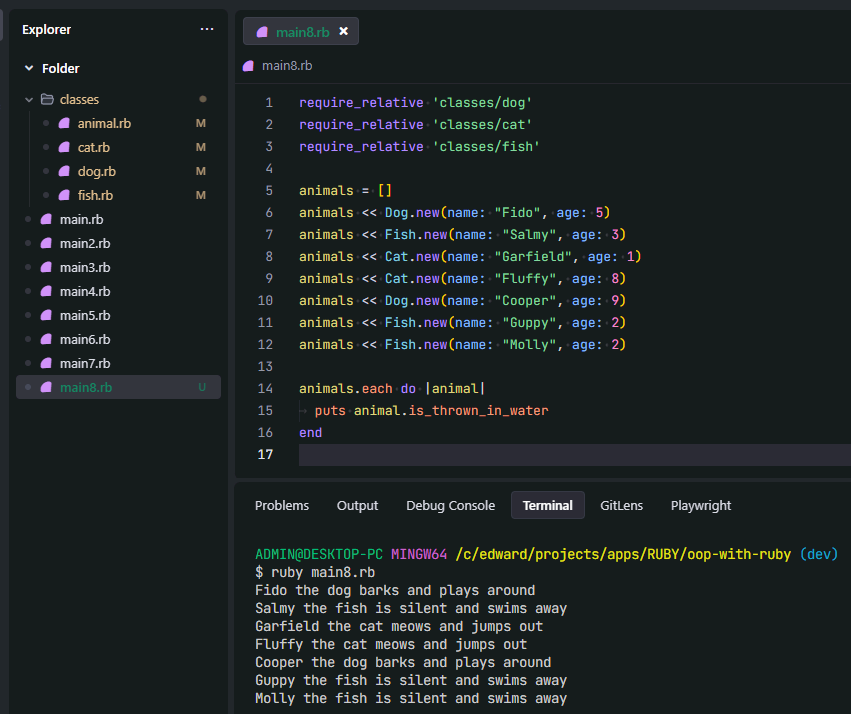 Explorer
...
Folder
classes
animal.rb M
cat.rb M
dog.rb M
fish.rb M
main.rb
main2.rb
main3.rb
main4.rb
main5.rb
main6.rb
main7.rb
main8.rb U
main8.rb
main8.rb
1 require_relative 'classes/dog'
2 require_relative 'classes/cat'
3 require_relative 'classes/fish'
4
5 animals = []
6 animals << Dog.new(name: "Fido", age: 5)
7 animals << Fish.new(name: "Salmy", age: 3)
8 animals << Cat.new(name: "Garfield", age: 1)
9 animals << Cat.new(name: "Fluffy", age: 8)
10 animals << Dog.new(name: "Cooper", age: 9)
11 animals << Fish.new(name: "Guppy", age: 2)
12 animals << Fish.new(name: "Molly", age: 2)
13
14 animals.each do |animal|
15   puts animal.is_thrown_in_water
16 end
17
Problems Output Debug Console Terminal GitLens Playwright
ADMIN@DESKTOP-PC MINGW64 /c/edward/projects/apps/RUBY/oop-with-ruby (dev)
$ ruby main8.rb
Fido the dog barks and plays around
Salmy the fish is silent and swims away
Garfield the cat meows and jumps out
Fluffy the cat meows and jumps out
Cooper the dog barks and plays around
Guppy the fish is silent and swims away
Molly the fish is silent and swims away